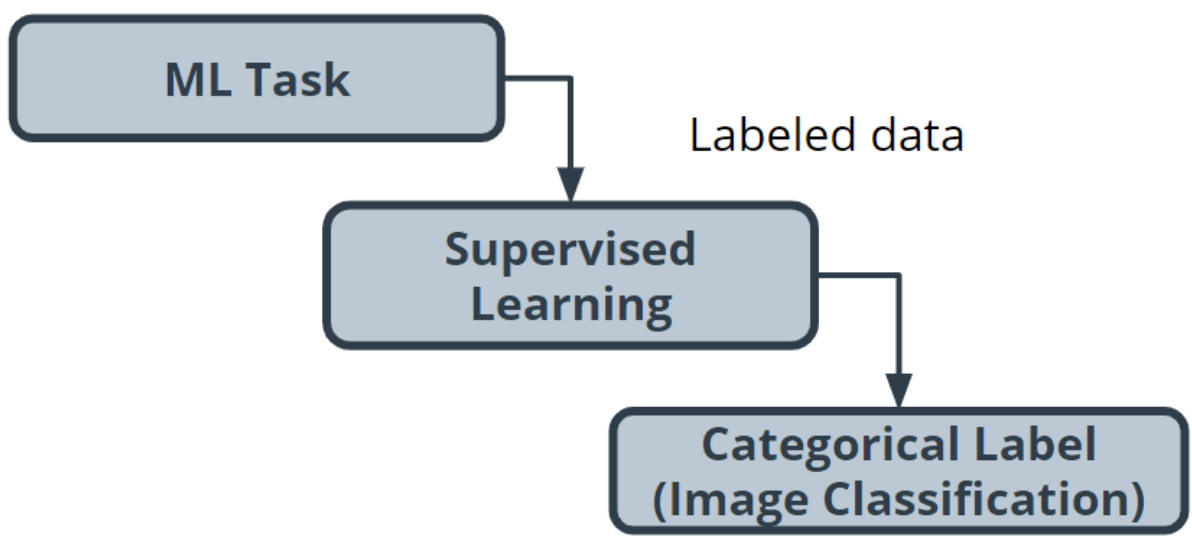 ML Task
Labeled data
Supervised
Learning
Categorical Label
(Image Classification)